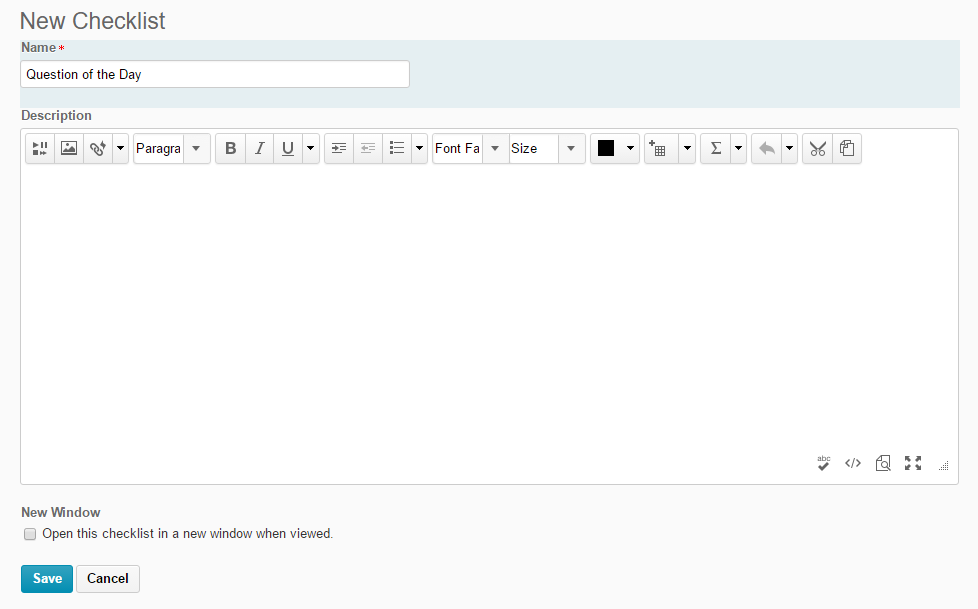 New Checklist
Name *
Question of the Day
Description
Paragra B I U Font Fa Size Σ
abc </>
New Window
Open this checklist in a new window when viewed.
Save Cancel